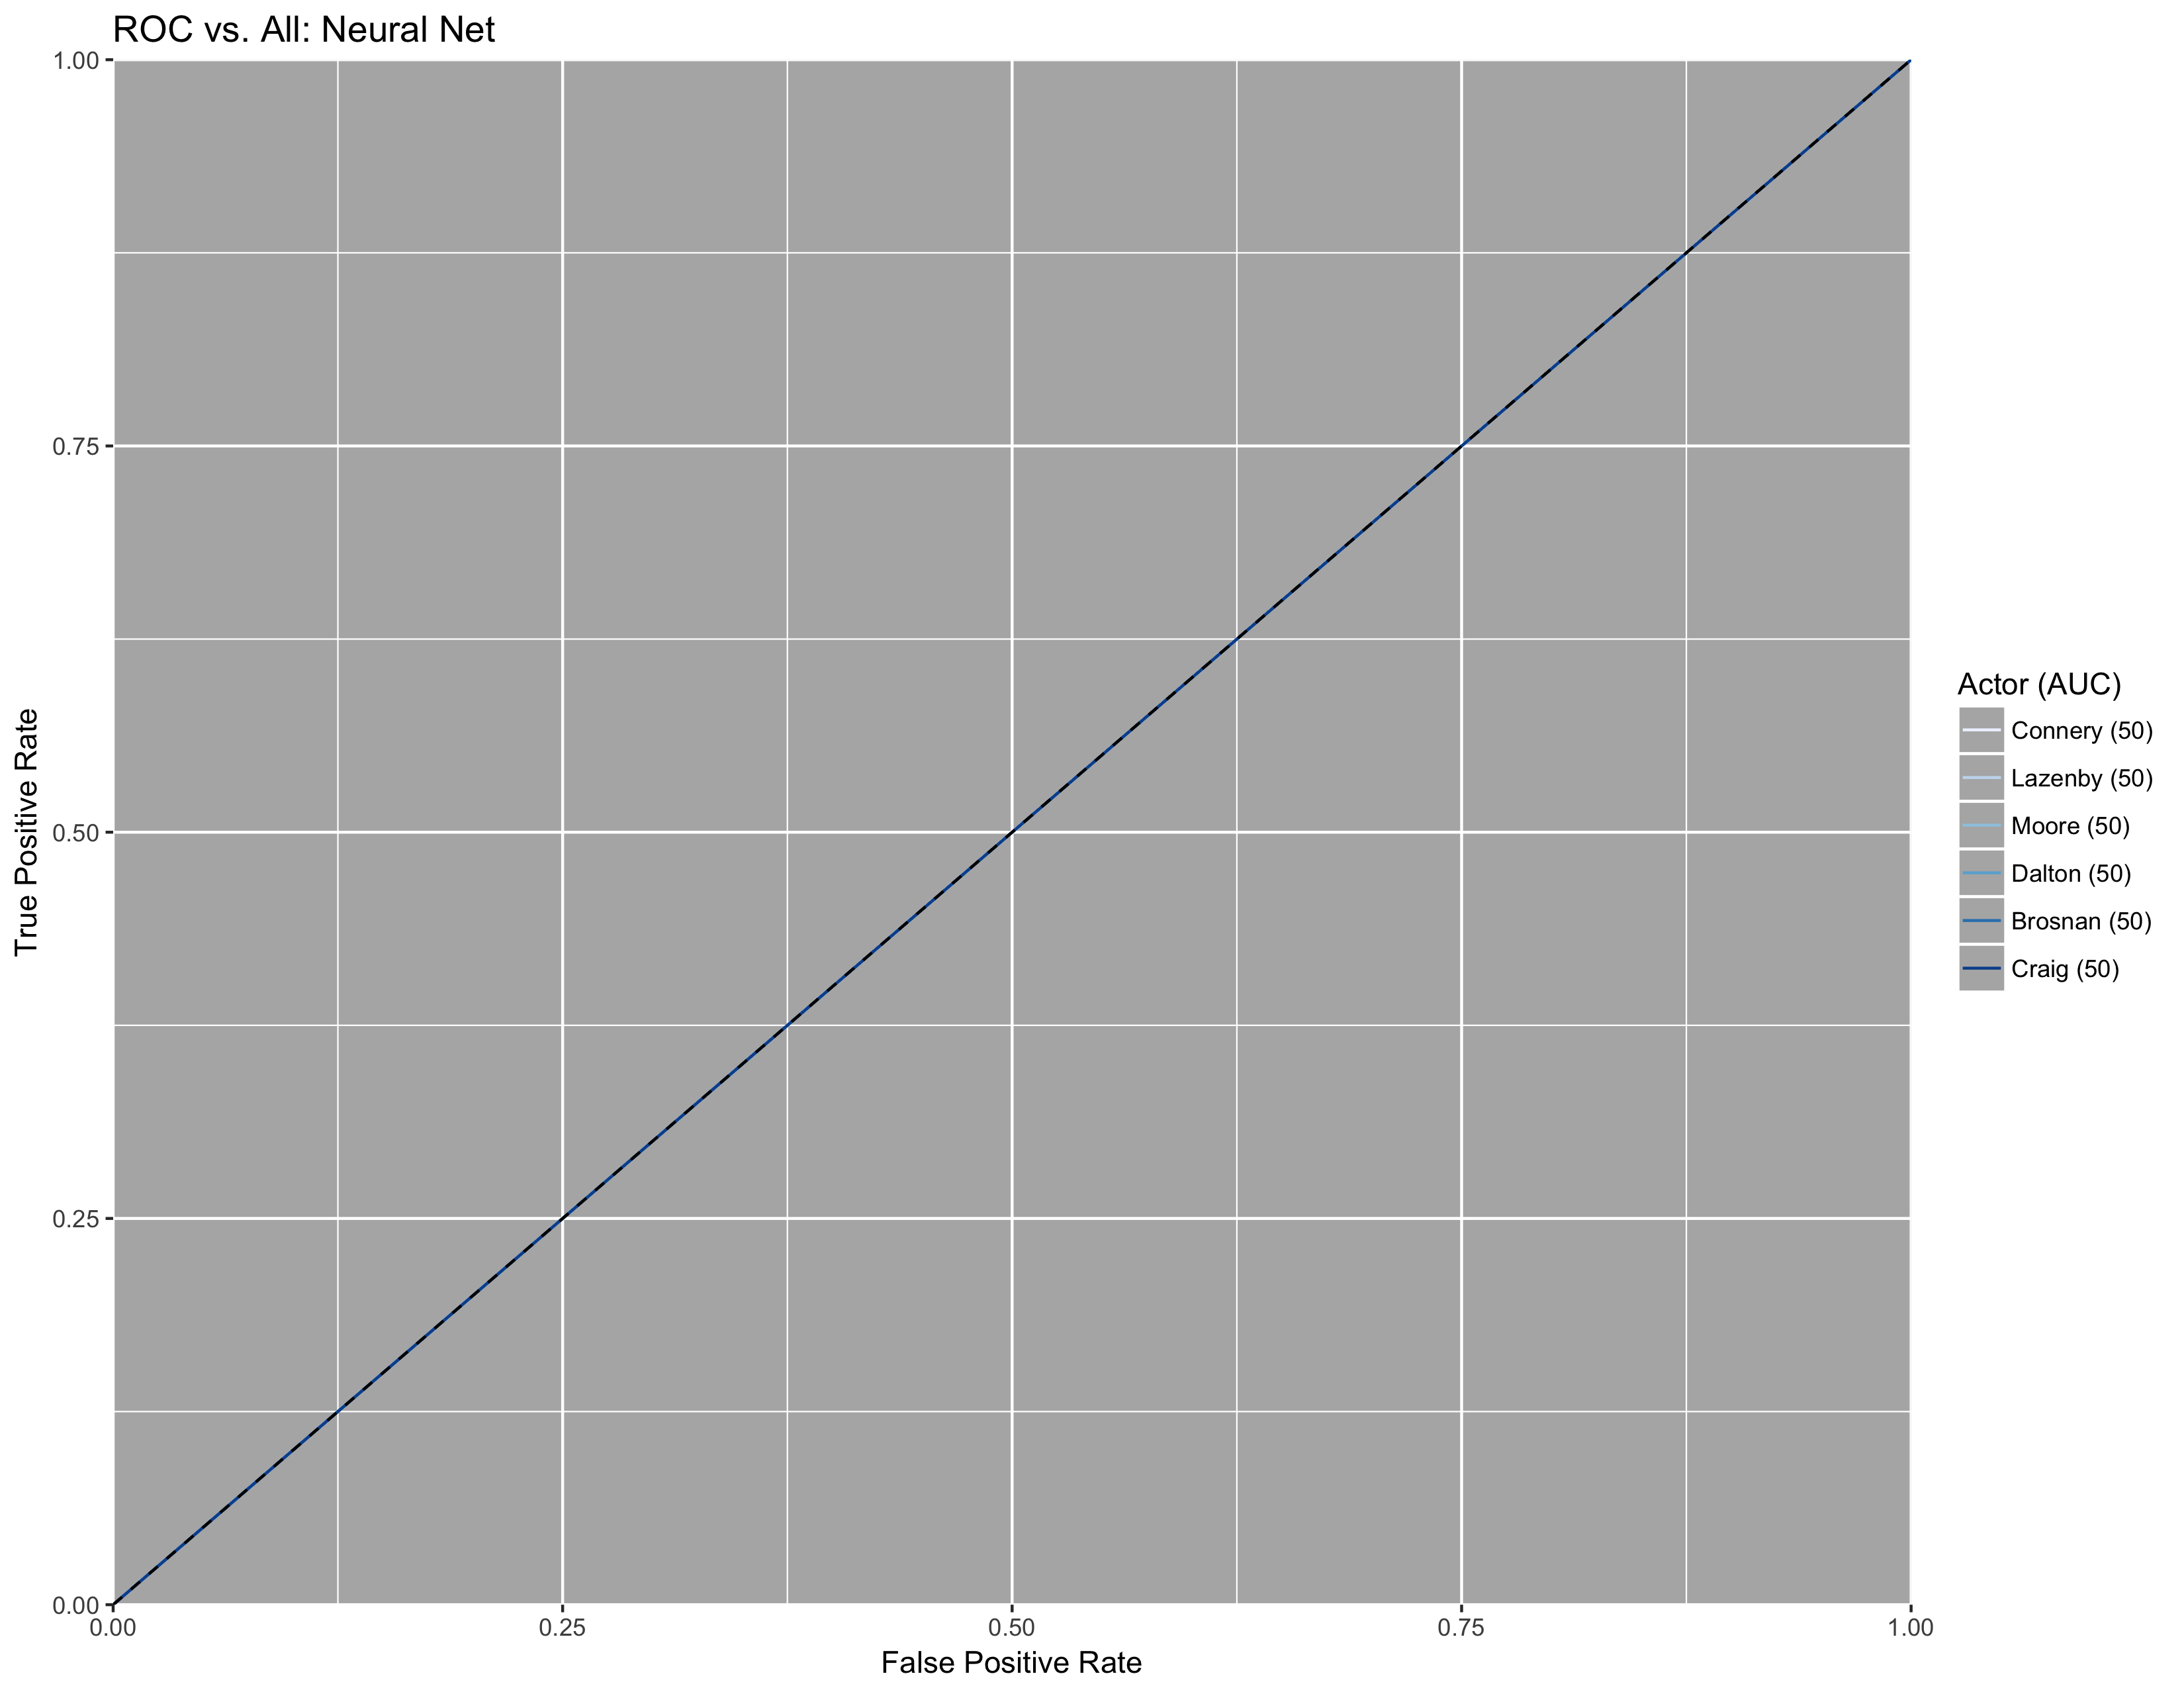 ROC vs. All: Neural Net
1.00
0.75
0.50
0.25
0.00
True Positive Rate
0.00 0.25 0.50 0.75 1.00
False Positive Rate
Actor (AUC)
Connery (50)
Lazenby (50)
Moore (50)
Dalton (50)
Brosnan (50)
Craig (50)